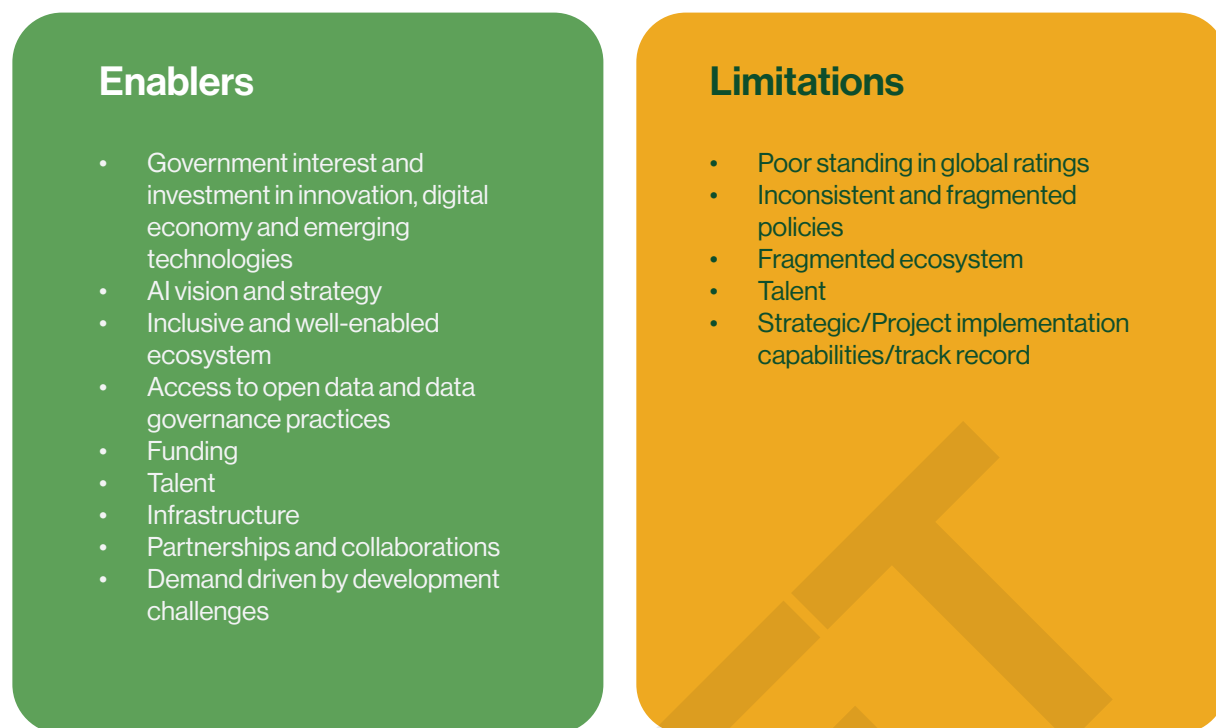 Enablers
• Government interest and
investment in innovation, digital
economy and emerging
technologies
• AI vision and strategy
• Inclusive and well-enabled
ecosystem
• Access to open data and data
governance practices
• Funding
• Talent
• Infrastructure
• Partnerships and collaborations
• Demand driven by development
challenges
Limitations
• Poor standing in global ratings
• Inconsistent and fragmented
policies
• Fragmented ecosystem
• Talent
• Strategic/Project implementation
capabilities/track record